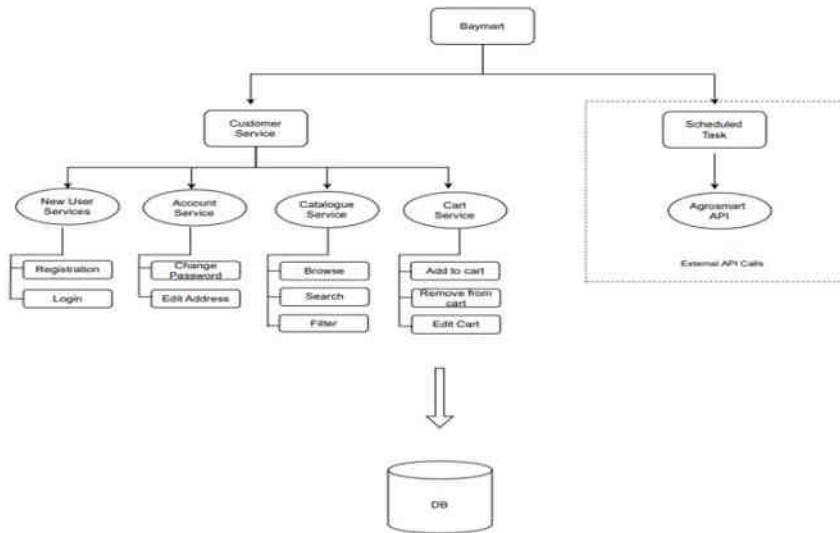 Baymart
Customer
Service
Scheduled
Task
New User
Services
Account
Service
Catalogue
Service
Cart
Service
Agrosmart
API
Registration
Login
Change
Password
Edit Address
Browse
Search
Filter
Add to cart
Remove from
cart
Edit Cart
External API Calls
DB